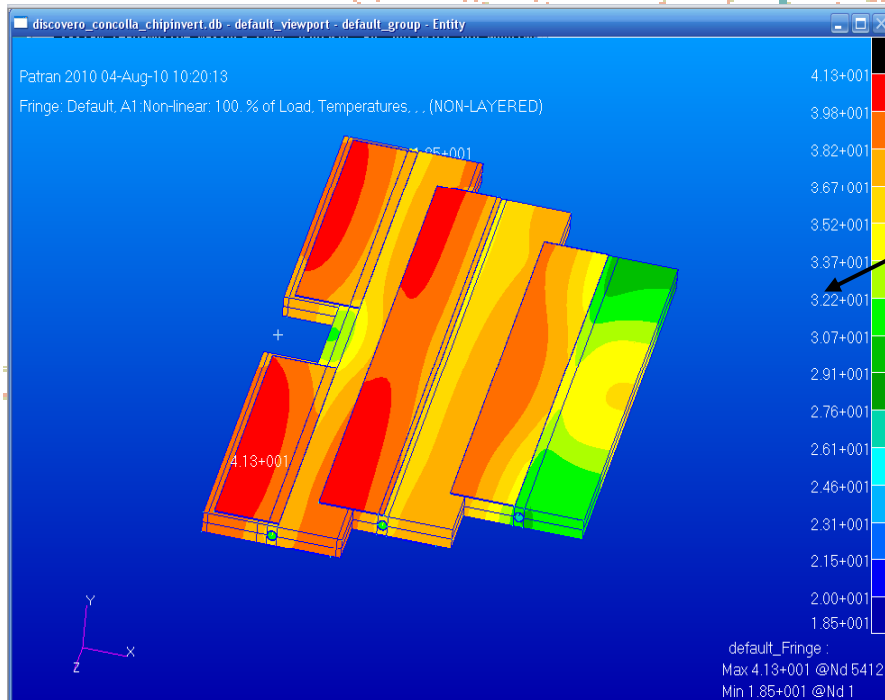 discovero_concolla_chipinvert.db - default_viewport - default_group - Entity
Patran 2010 04-Aug-10 10:20:13
Fringe: Default, A1:Non-linear: 100. % of Load, Temperatures, , , (NON-LAYERED)
1.85+001
4.13+001
4.13+001
3.98+001
3.82+001
3.67+001
3.52+001
3.37+001
3.22+001
3.07+001
2.91+001
2.76+001
2.61+001
2.46+001
2.31+001
2.15+001
2.00+001
1.85+001
Y
X
Z
default_Fringe :
Max 4.13+001 @Nd 5412
Min 1.85+001 @Nd 1